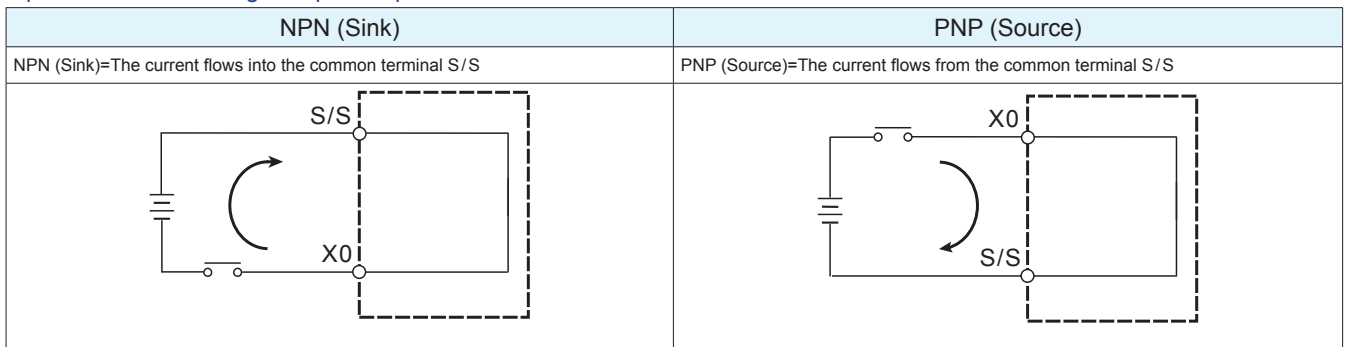 NPN (Sink)
PNP (Source)
NPN (Sink)=The current flows into the common terminal S/S
PNP (Source)=The current flows from the common terminal S/S
S/S
X0
X0
S/S